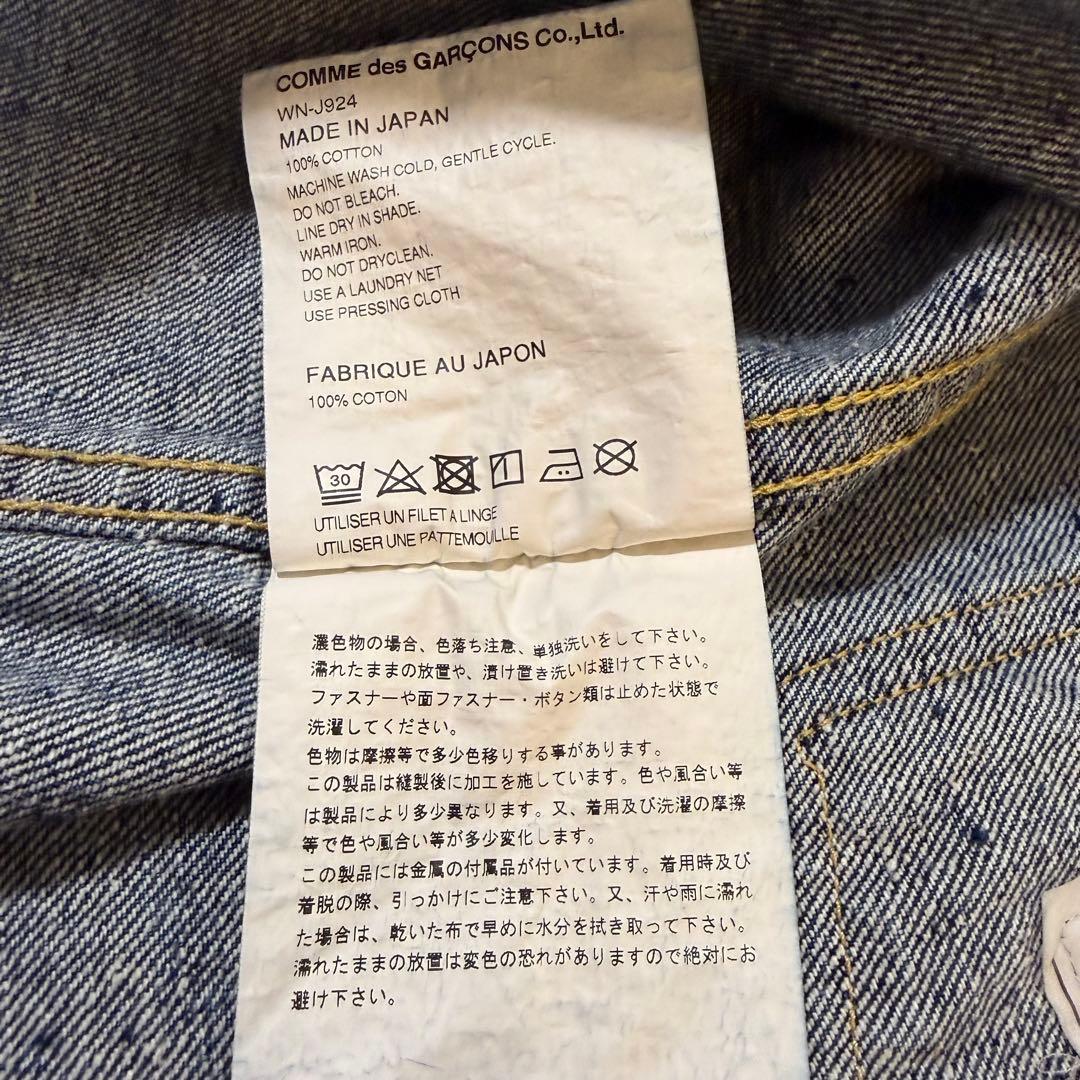 COMME des GARÇONS Co.,Ltd.
WN-J924
MADE IN JAPAN
100% COTTON
MACHINE WASH COLD, GENTLE CYCLE.
DO NOT BLEACH.
LINE DRY IN SHADE.
WARM IRON.
DO NOT DRYCLEAN.
USE A LAUNDRY NET
USE PRESSING CLOTH
FABRIQUE AU JAPON
100% COTON
30
UTILISER UN FILET A LINGE
UTILISER UNE PATTEMOUILLE
濃色物の場合、色落ち注意、単独洗いをして下さい。
濡れたままの放置や、漬け置き洗いは避けて下さい。
ファスナーや面ファスナー・ボタン類は止めた状態で
洗濯してください。
色物は摩擦等で多少色移りする事があります。
この製品は縫製後に加工を施しています。色や風合い等
は製品により多少異なります。又、着用及び洗濯の摩擦
等で色や風合い等が多少変化します。
この製品には金属の付属品が付いています。着用時及び
着脱の際、引っかけにご注意下さい。又、汗や雨に濡れ
た場合は、乾いた布で早めに水分を拭き取って下さい。
濡れたままの放置は変色の恐れがありますので絶対にお
避け下さい。